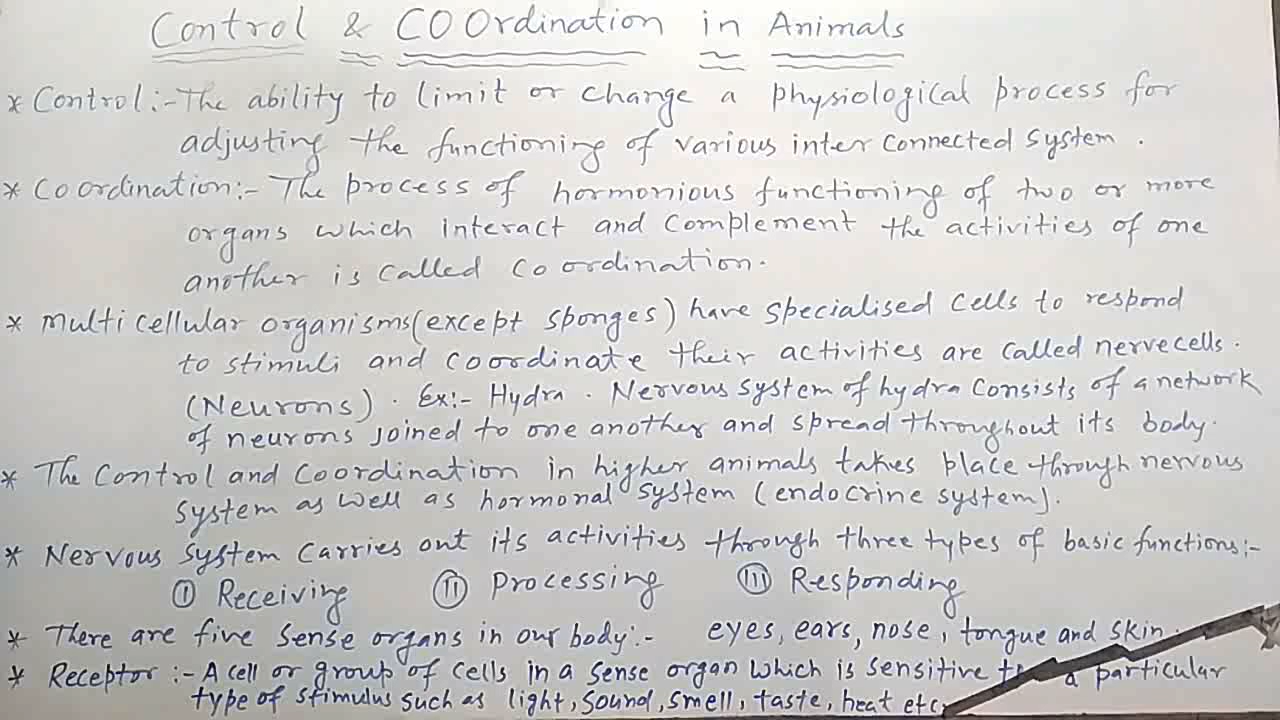 Control & COOrdination in Animals
* Control:- The ability to limit or change a physiological process for
adjusting the functioning of various inter connected system.
* Coordination:- The process of hormonious functioning of two or more
organs which interact and complement the activities of one
another is called coordination.
* Multicellular organisms(except sponges) have specialised cells to respond
to stimuli and coordinate their activities are called nervecells.
(Neurons). Ex:- Hydra. Nervous system of hydra consists of a network
of neurons joined to one another and spread throughout its body.
* The Control and Coordination in higher animals takes place through nervous
system as well as hormonal system (endocrine system).
* Nervous system carries out its activities through three types of basic functions:-
(I) Receiving (II) Processing (III) Responding
* There are five sense organs in our body:- eyes, ears, nose, tongue and skin.
* Receptor:- A cell or group of cells in a sense organ which is sensitive a particular
type of stimulus such as light, sound, smell, taste, heat etc